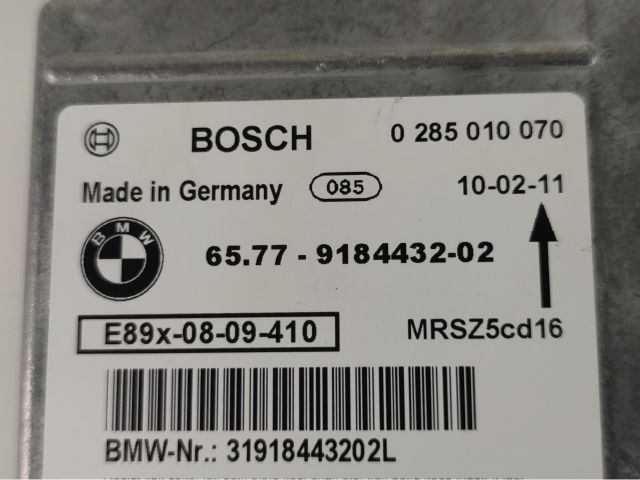 BOSCH 0 285 010 070
Made in Germany 085 10-02-11
BMW 65.77 - 9184432-02
E89x-08-09-410 MRSZ5cd16
BMW-Nr.: 31918443202L